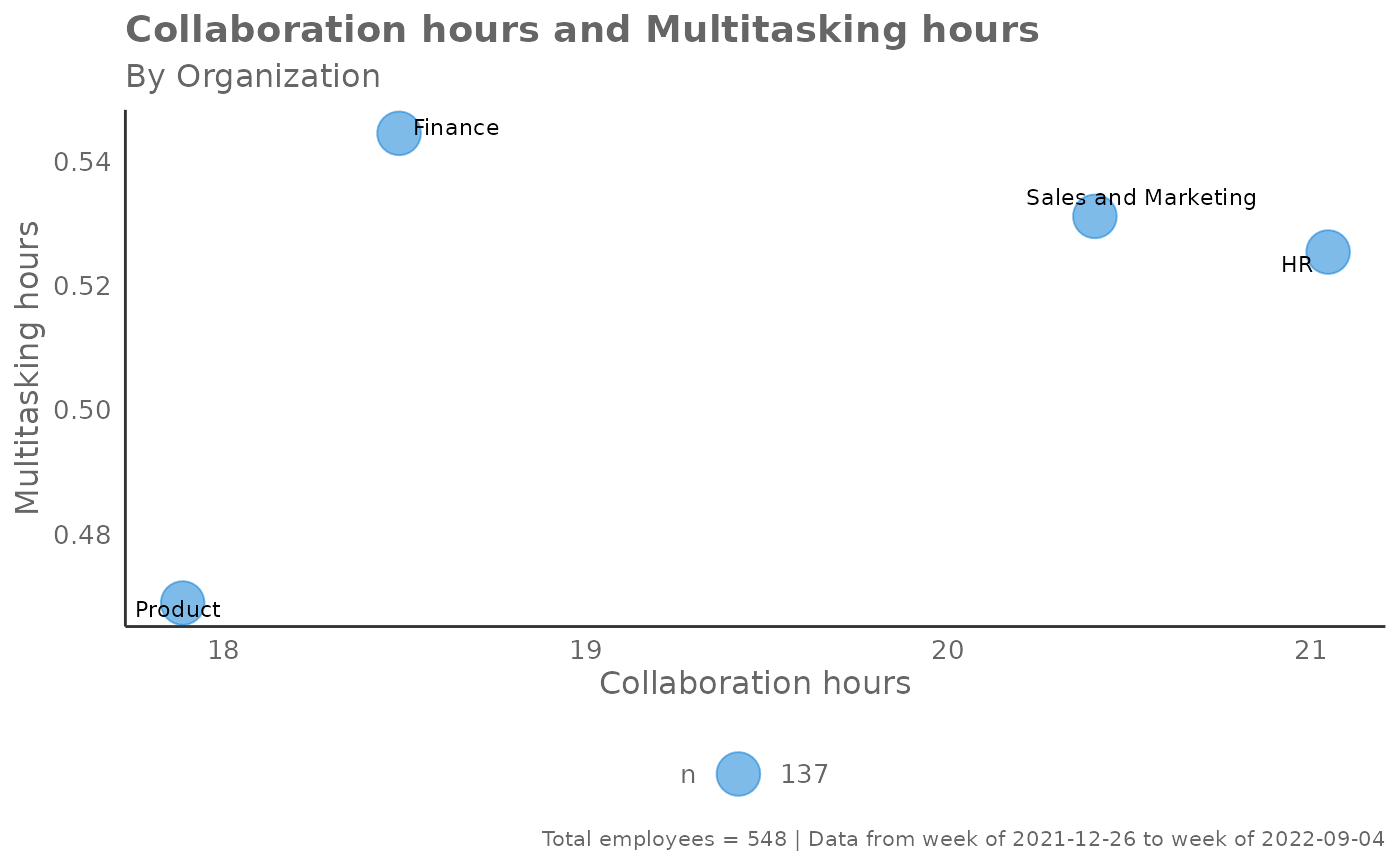 Collaboration hours and Multitasking hours
By Organization
Finance
0.54
Sales and Marketing
HR
0.52
Multitasking hours
0.50
0.48
Product
18 19 20 21
Collaboration hours
n 137
Total employees = 548 | Data from week of 2021-12-26 to week of 2022-09-04